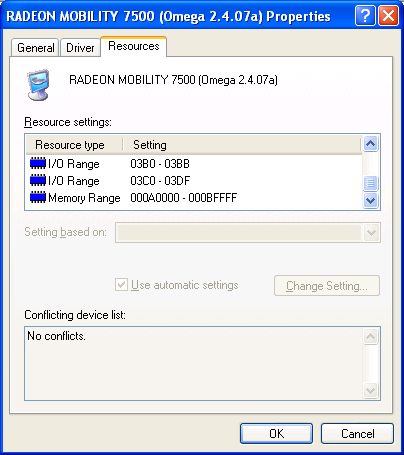 RADEON MOBILITY 7500 (Omega 2.4.07a) Properties
General Driver Resources
RADEON MOBILITY 7500 (Omega 2.4.07a)
Resource settings:
Resource type Setting
I/O Range 03B0 - 03BB
I/O Range 03C0 - 03DF
Memory Range 000A0000 - 000BFFFF
Setting based on:
Use automatic settings Change Setting...
Conflicting device list:
No conflicts.
OK Cancel